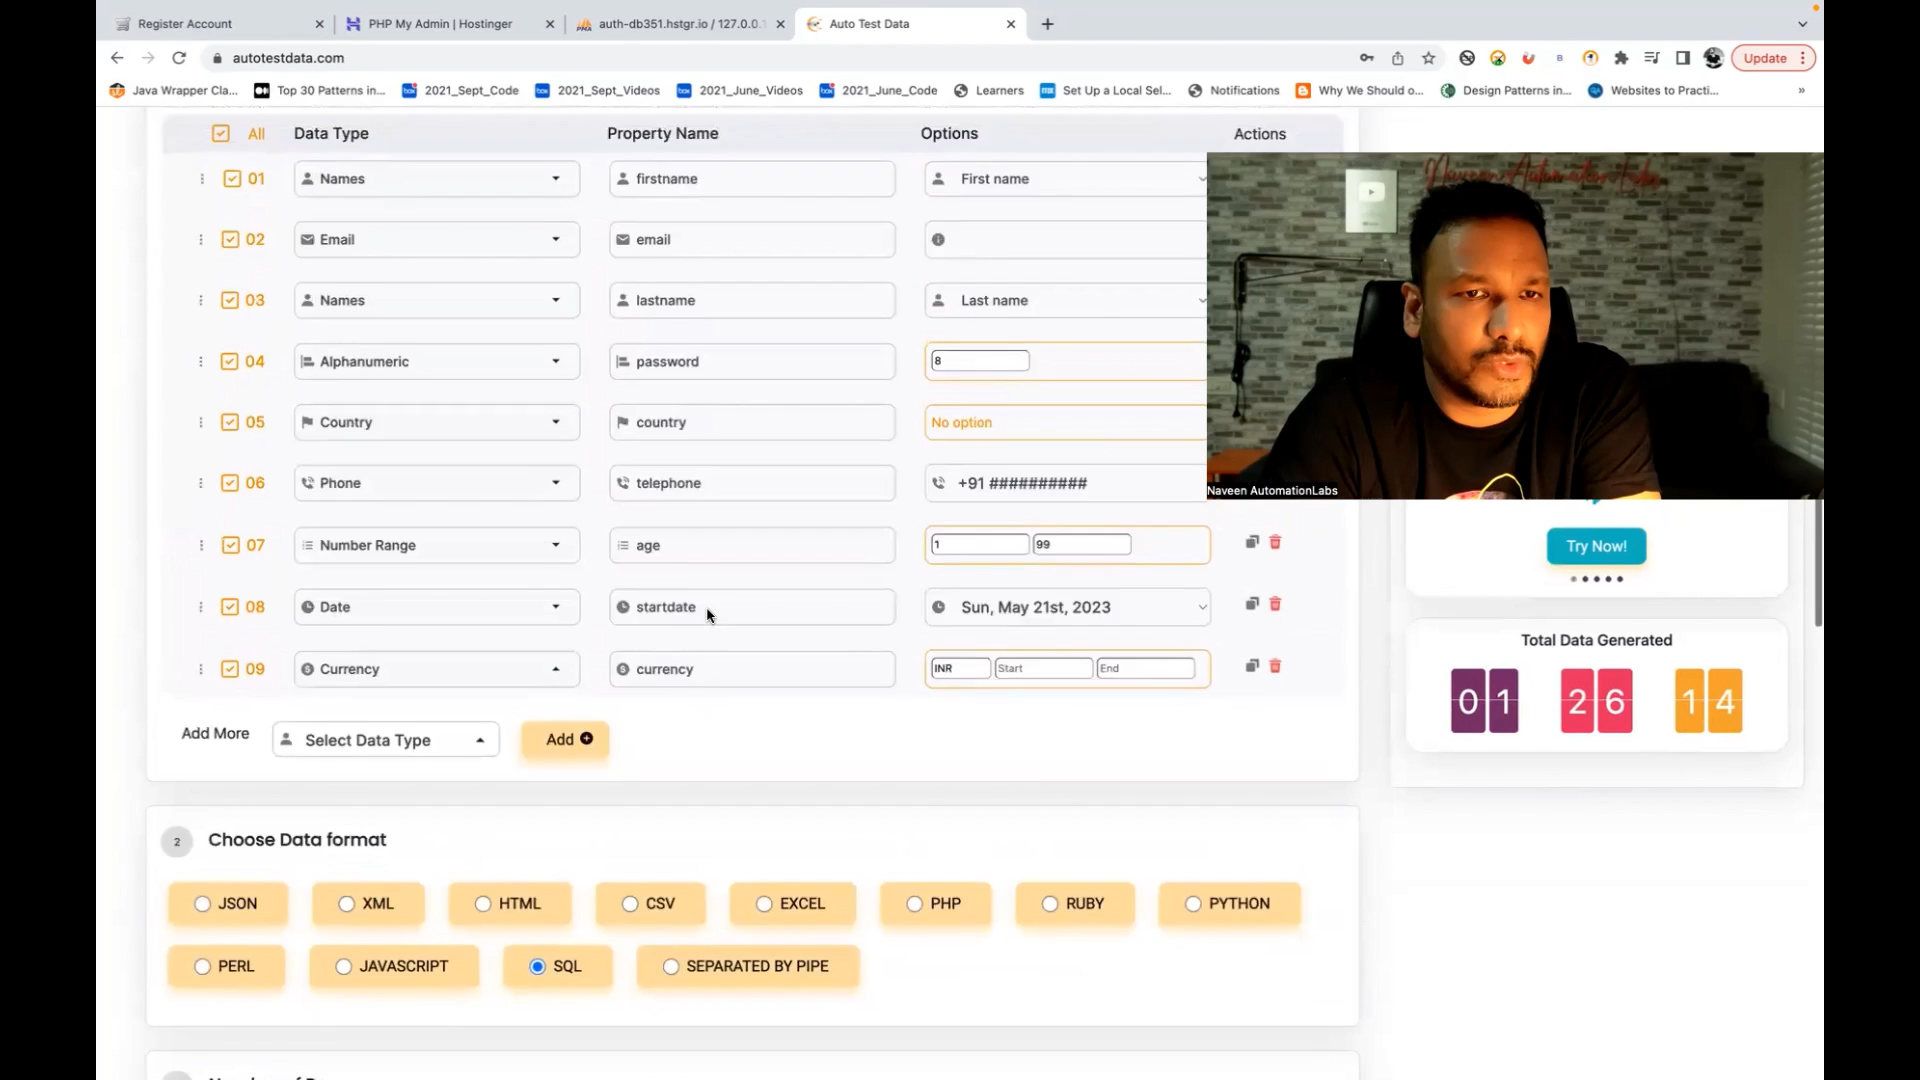 Register Account
PHP My Admin | Hostinger
auth-db351.hstgr.io / 127.0.0.1
Auto Test Data
autotestdata.com
Update
Java Wrapper Cla...
Top 30 Patterns in...
2021_Sept_Code
2021_Sept_Videos
2021_June_Videos
2021_June_Code
Learners
Set Up a Local Sel...
Notifications
Why We Should o...
Design Patterns in...
Websites to Practi...
»
All Data Type Property Name Options Actions
01 Names firstname First name
02 Email email
03 Names lastname Last name
04 Alphanumeric password 8
05 Country country No option
06 Phone telephone +91 ##########
07 Number Range age 1 99
08 Date startdate Sun, May 21st, 2023
09 Currency currency INR Start End
Add More Select Data Type Add
2 Choose Data format
JSON XML HTML CSV EXCEL PHP RUBY PYTHON
PERL JAVASCRIPT SQL SEPARATED BY PIPE
Naveen AutomationLabs
Naveen AutomationLabs
Try Now!
Total Data Generated
01 26 14